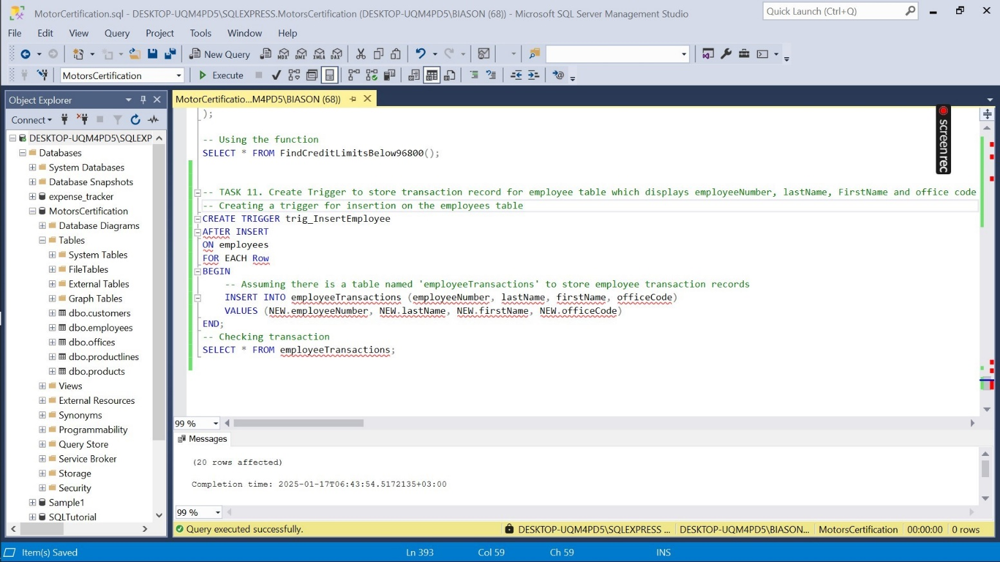 MotorCertification.sql - DESKTOP-UQM4PD5\SQLEXPRESS.MotorsCertification (DESKTOP-UQM4PD5\BIASON (68)) - Microsoft SQL Server Management Studio
Quick Launch (Ctrl+Q)
File Edit View Query Project Tools Window Help
New Query MDX DMX XMLA DAX
MotorsCertification Execute
Object Explorer
MotorCertificatio...M4PD5\BIASON (68))
Connect
DESKTOP-UQM4PD5\SQLEXP
Databases
System Databases
Database Snapshots
expense_tracker
MotorsCertification
Database Diagrams
Tables
System Tables
FileTables
External Tables
Graph Tables
dbo.customers
dbo.employees
dbo.offices
dbo.productlines
dbo.products
Views
External Resources
Synonyms
Programmability
Query Store
Service Broker
Storage
Security
Sample1
SQLTutorial
);
-- Using the function
SELECT * FROM FindCreditLimitsBelow96800();
-- TASK 11. Create Trigger to store transaction record for employee table which displays employeeNumber, lastName, FirstName and office code
-- Creating a trigger for insertion on the employees table
CREATE TRIGGER trig_InsertEmployee
AFTER INSERT
ON employees
FOR EACH Row
BEGIN
-- Assuming there is a table named 'employeeTransactions' to store employee transaction records
INSERT INTO employeeTransactions (employeeNumber, lastName, firstName, officeCode)
VALUES (NEW.employeeNumber, NEW.lastName, NEW.firstName, NEW.officeCode)
END;
-- Checking transaction
SELECT * FROM employeeTransactions;
screenrec
99 %
Messages
(20 rows affected)
Completion time: 2025-01-17T06:43:54.5172135+03:00
99 %
Query executed successfully. DESKTOP-UQM4PD5\SQLEXPRESS ... DESKTOP-UQM4PD5\BIASON... MotorsCertification 00:00:00 0 rows
Item(s) Saved Ln 393 Col 59 Ch 59 INS